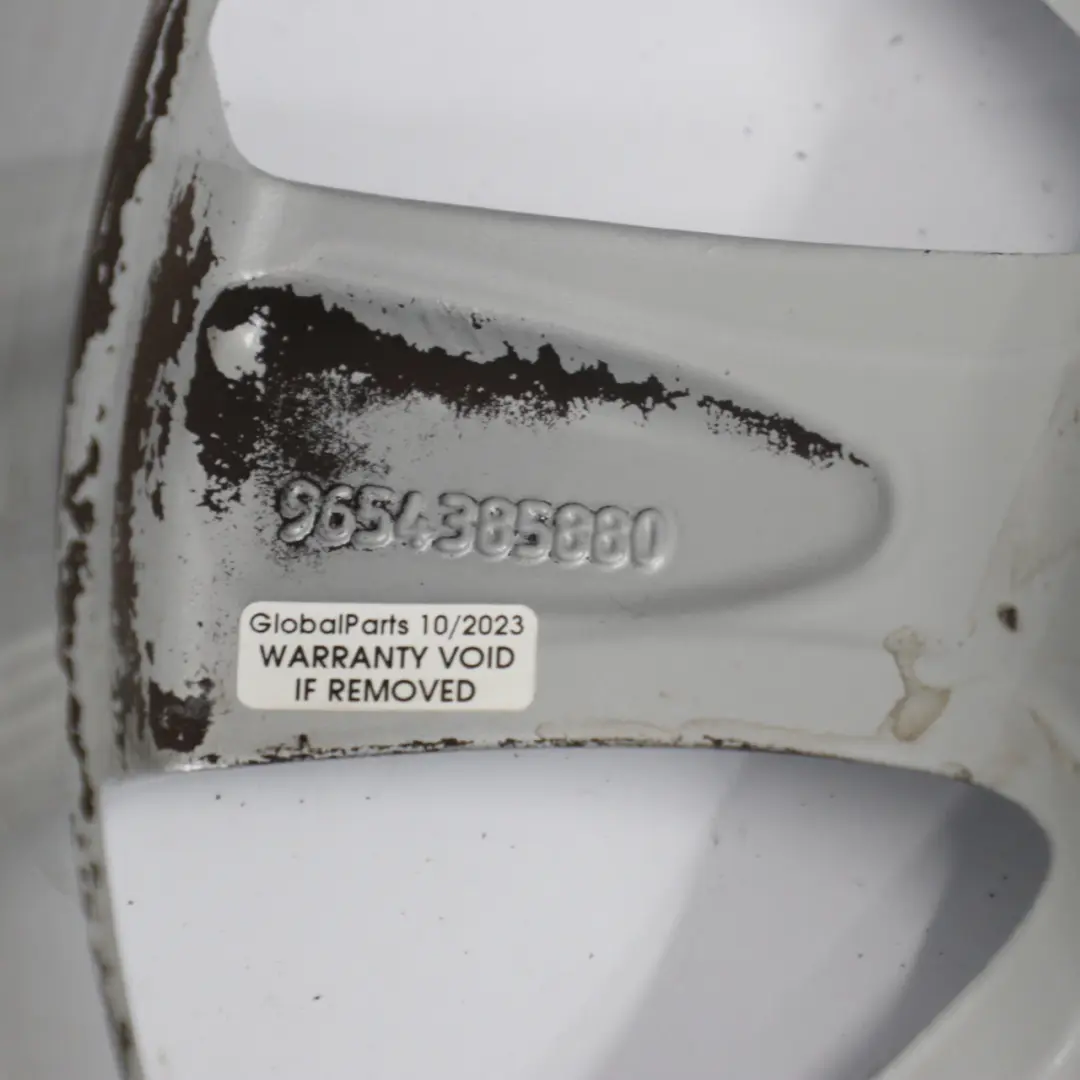 9654385880
GlobalParts 10/2023
WARRANTY VOID
IF REMOVED